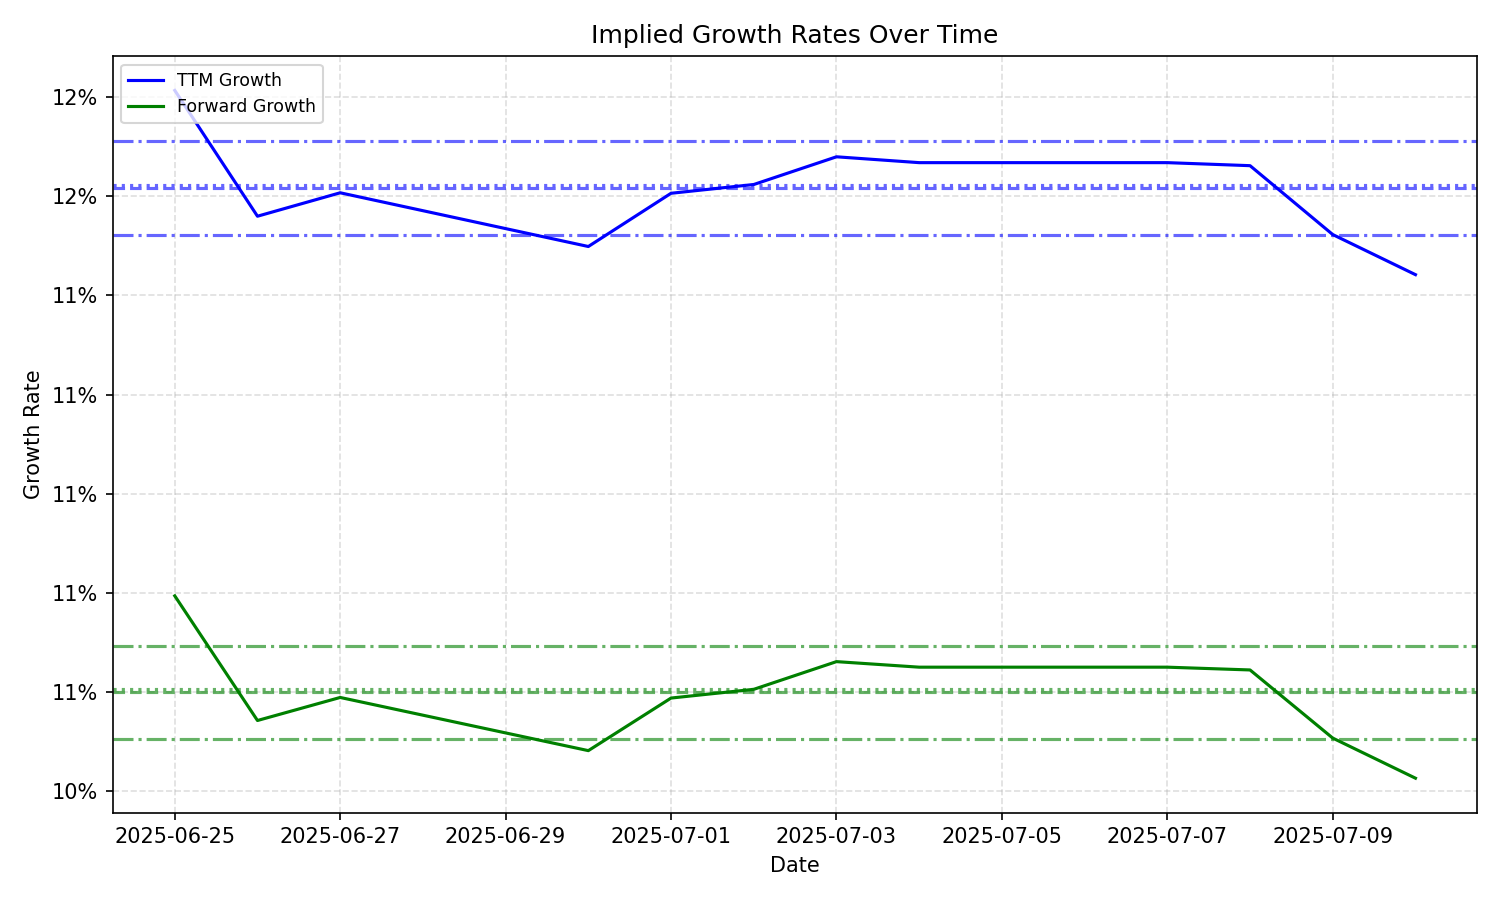 Implied Growth Rates Over Time
TTM Growth
Forward Growth
12%
12%
11%
11%
11%
11%
11%
10%
Growth Rate
2025-06-25 2025-06-27 2025-06-29 2025-07-01 2025-07-03 2025-07-05 2025-07-07 2025-07-09
Date